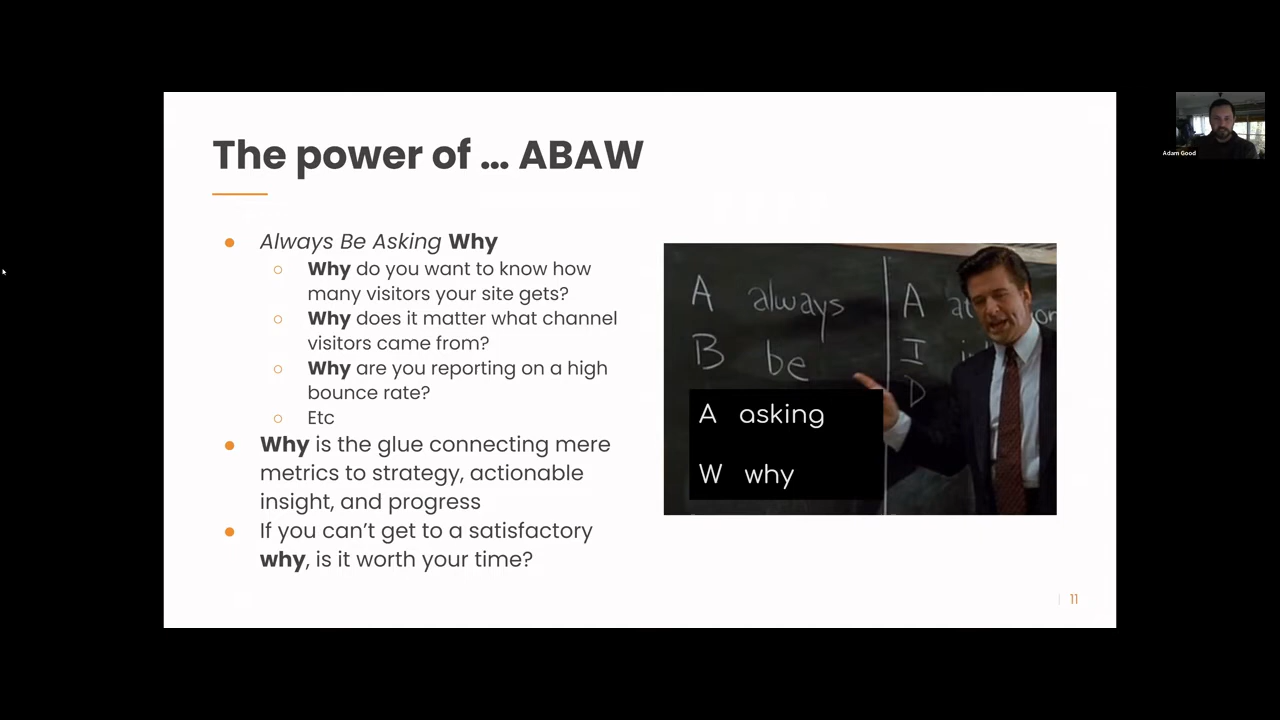 The power of ... ABAW
Always Be Asking Why
Why do you want to know how
many visitors your site gets?
Why does it matter what channel
visitors came from?
Why are you reporting on a high
bounce rate?
Etc
Why is the glue connecting mere
metrics to strategy, actionable
insight, and progress
If you can’t get to a satisfactory
why, is it worth your time?
A always
B be
A asking
W why
A
I
D
11
Adam Good